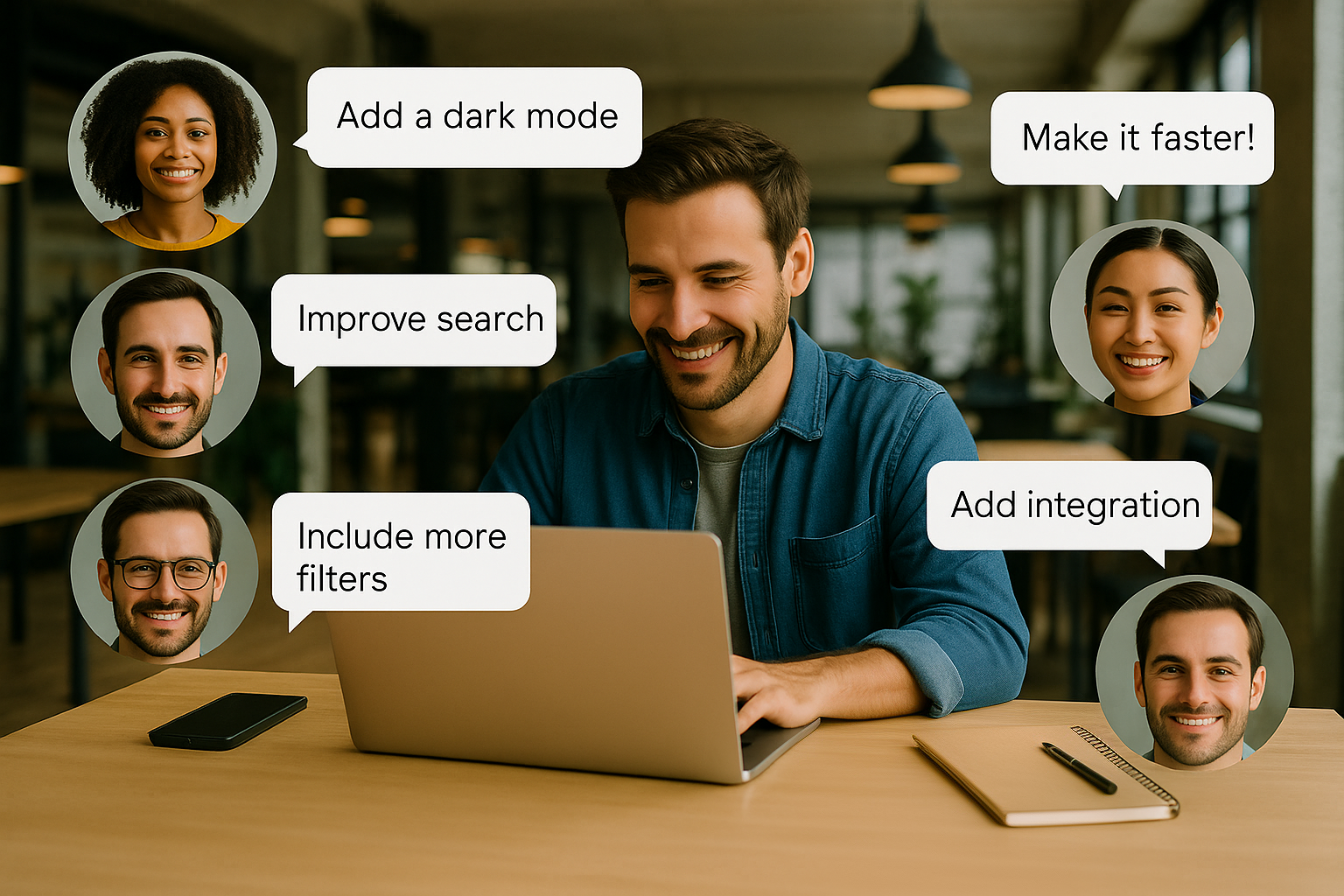 Add a dark mode
Make it faster!
Improve search
Include more
filters
Add integration